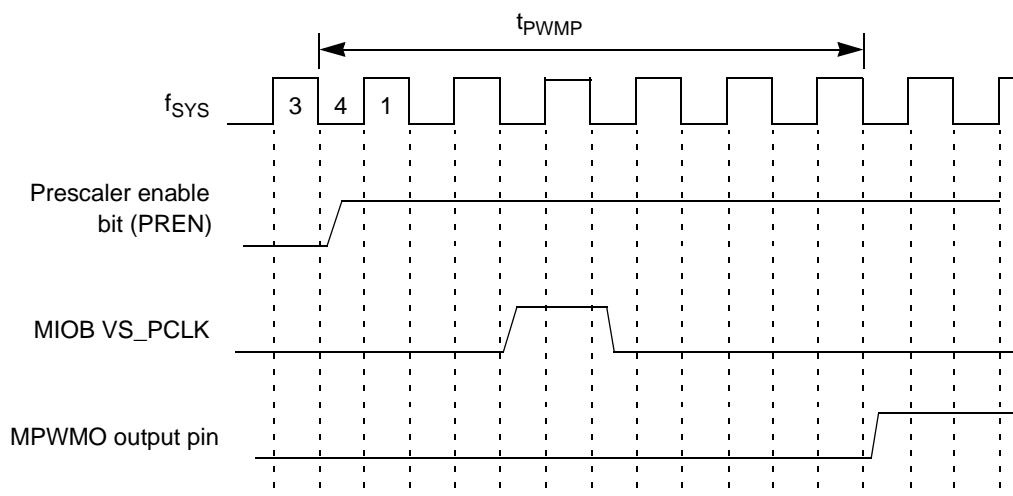 tPWMP
fSYS
3 4 1
Prescaler enable
bit (PREN)
MIOB VS_PCLK
MPWMO output pin